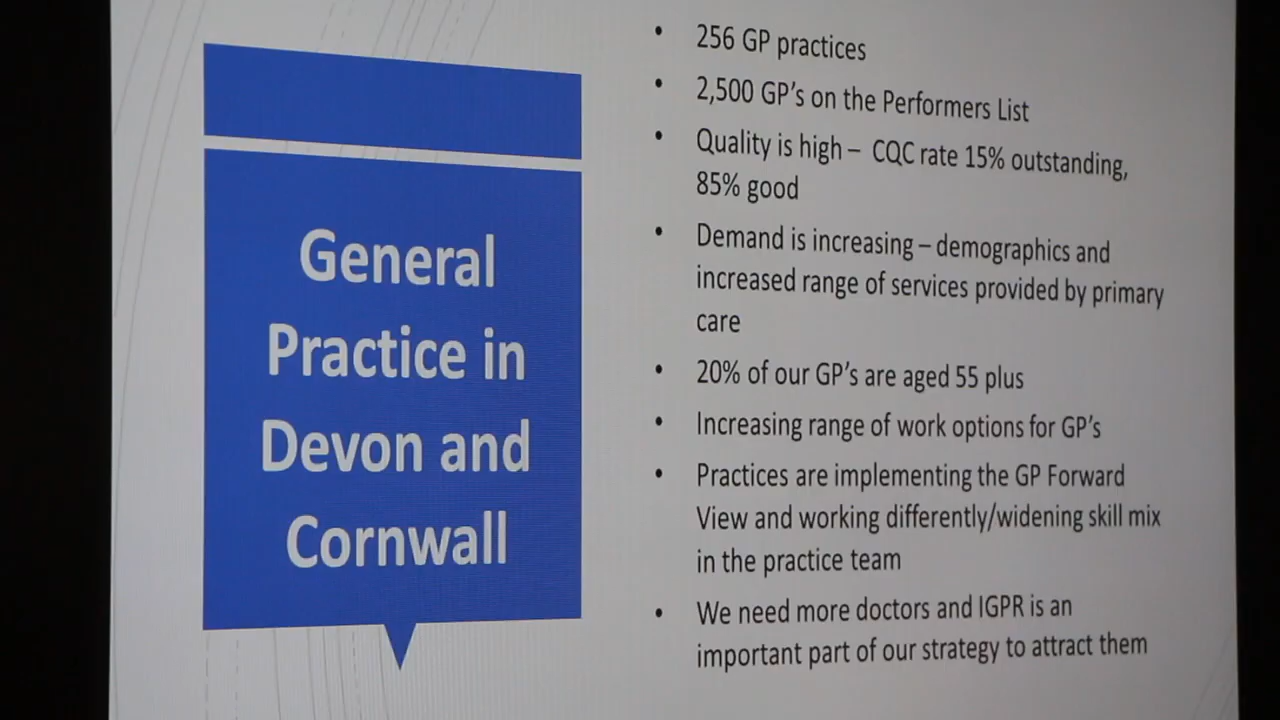 General
Practice in
Devon and
Cornwall
• 256 GP practices
• 2,500 GP's on the Performers List
• Quality is high – CQC rate 15% outstanding,
85% good
• Demand is increasing – demographics and
increased range of services provided by primary
care
• 20% of our GP's are aged 55 plus
• Increasing range of work options for GP's
• Practices are implementing the GP Forward
View and working differently/widening skill mix
in the practice team
• We need more doctors and IGPR is an
important part of our strategy to attract them